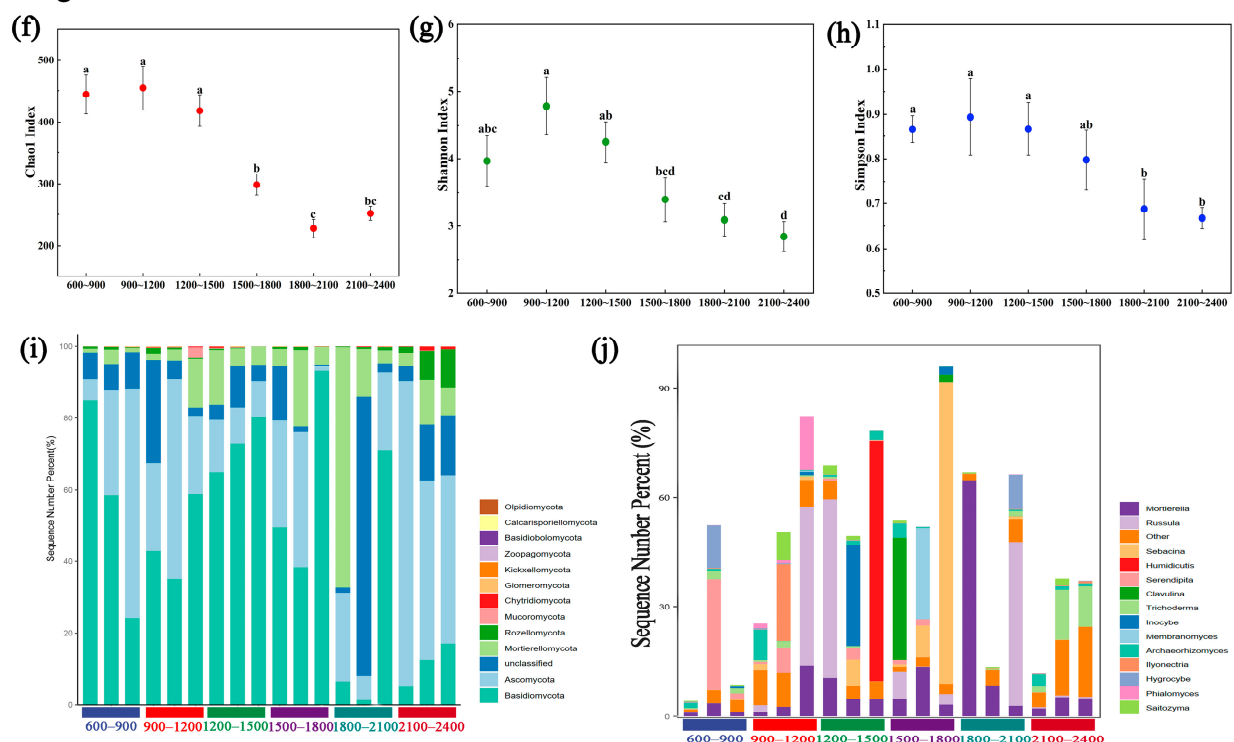 (f)
a
a
a
b
c
bc
500
400
300
200
Chao1 Index
600~900
900~1200
1200~1500
1500~1800
1800~2100
2100~2400
(g)
6
5
4
3
2
abc
a
ab
bcd
cd
d
Shannon Index
600~900
900~1200
1200~1500
1500~1800
1800~2100
2100~2400
(h)
1.1
1.0
0.9
0.8
0.7
0.6
0.5
a
a
a
ab
b
b
Simpson Index
600~900
900~1200
1200~1500
1500~1800
1800~2100
2100~2400
(i)
100
80
60
40
20
0
Sequence Number Percent(%)
Olpidiomycota
Calcarisporiellomycota
Basidiobolomycota
Zoopagomycota
Kickxellomycota
Glomeromycota
Chytridiomycota
Mucoromycota
Rozellomycota
Mortierellomycota
unclassified
Ascomycota
Basidiomycota
600–900
900–1200
1200–1500
1500–1800
1800–2100
2100–2400
(j)
90
60
30
0
Sequence Nunber Percent (%)
Mortierella
Russula
Other
Sebacina
Humidicutis
Serendipita
Clavulina
Trichoderma
Inocybe
Membranomyces
Archaeorhizomyces
Ilyonectria
Hygrocybe
Phialomyces
Saitozyma
600–900
900–1200
1200–1500
1500–1800
1800–2100
2100–2400